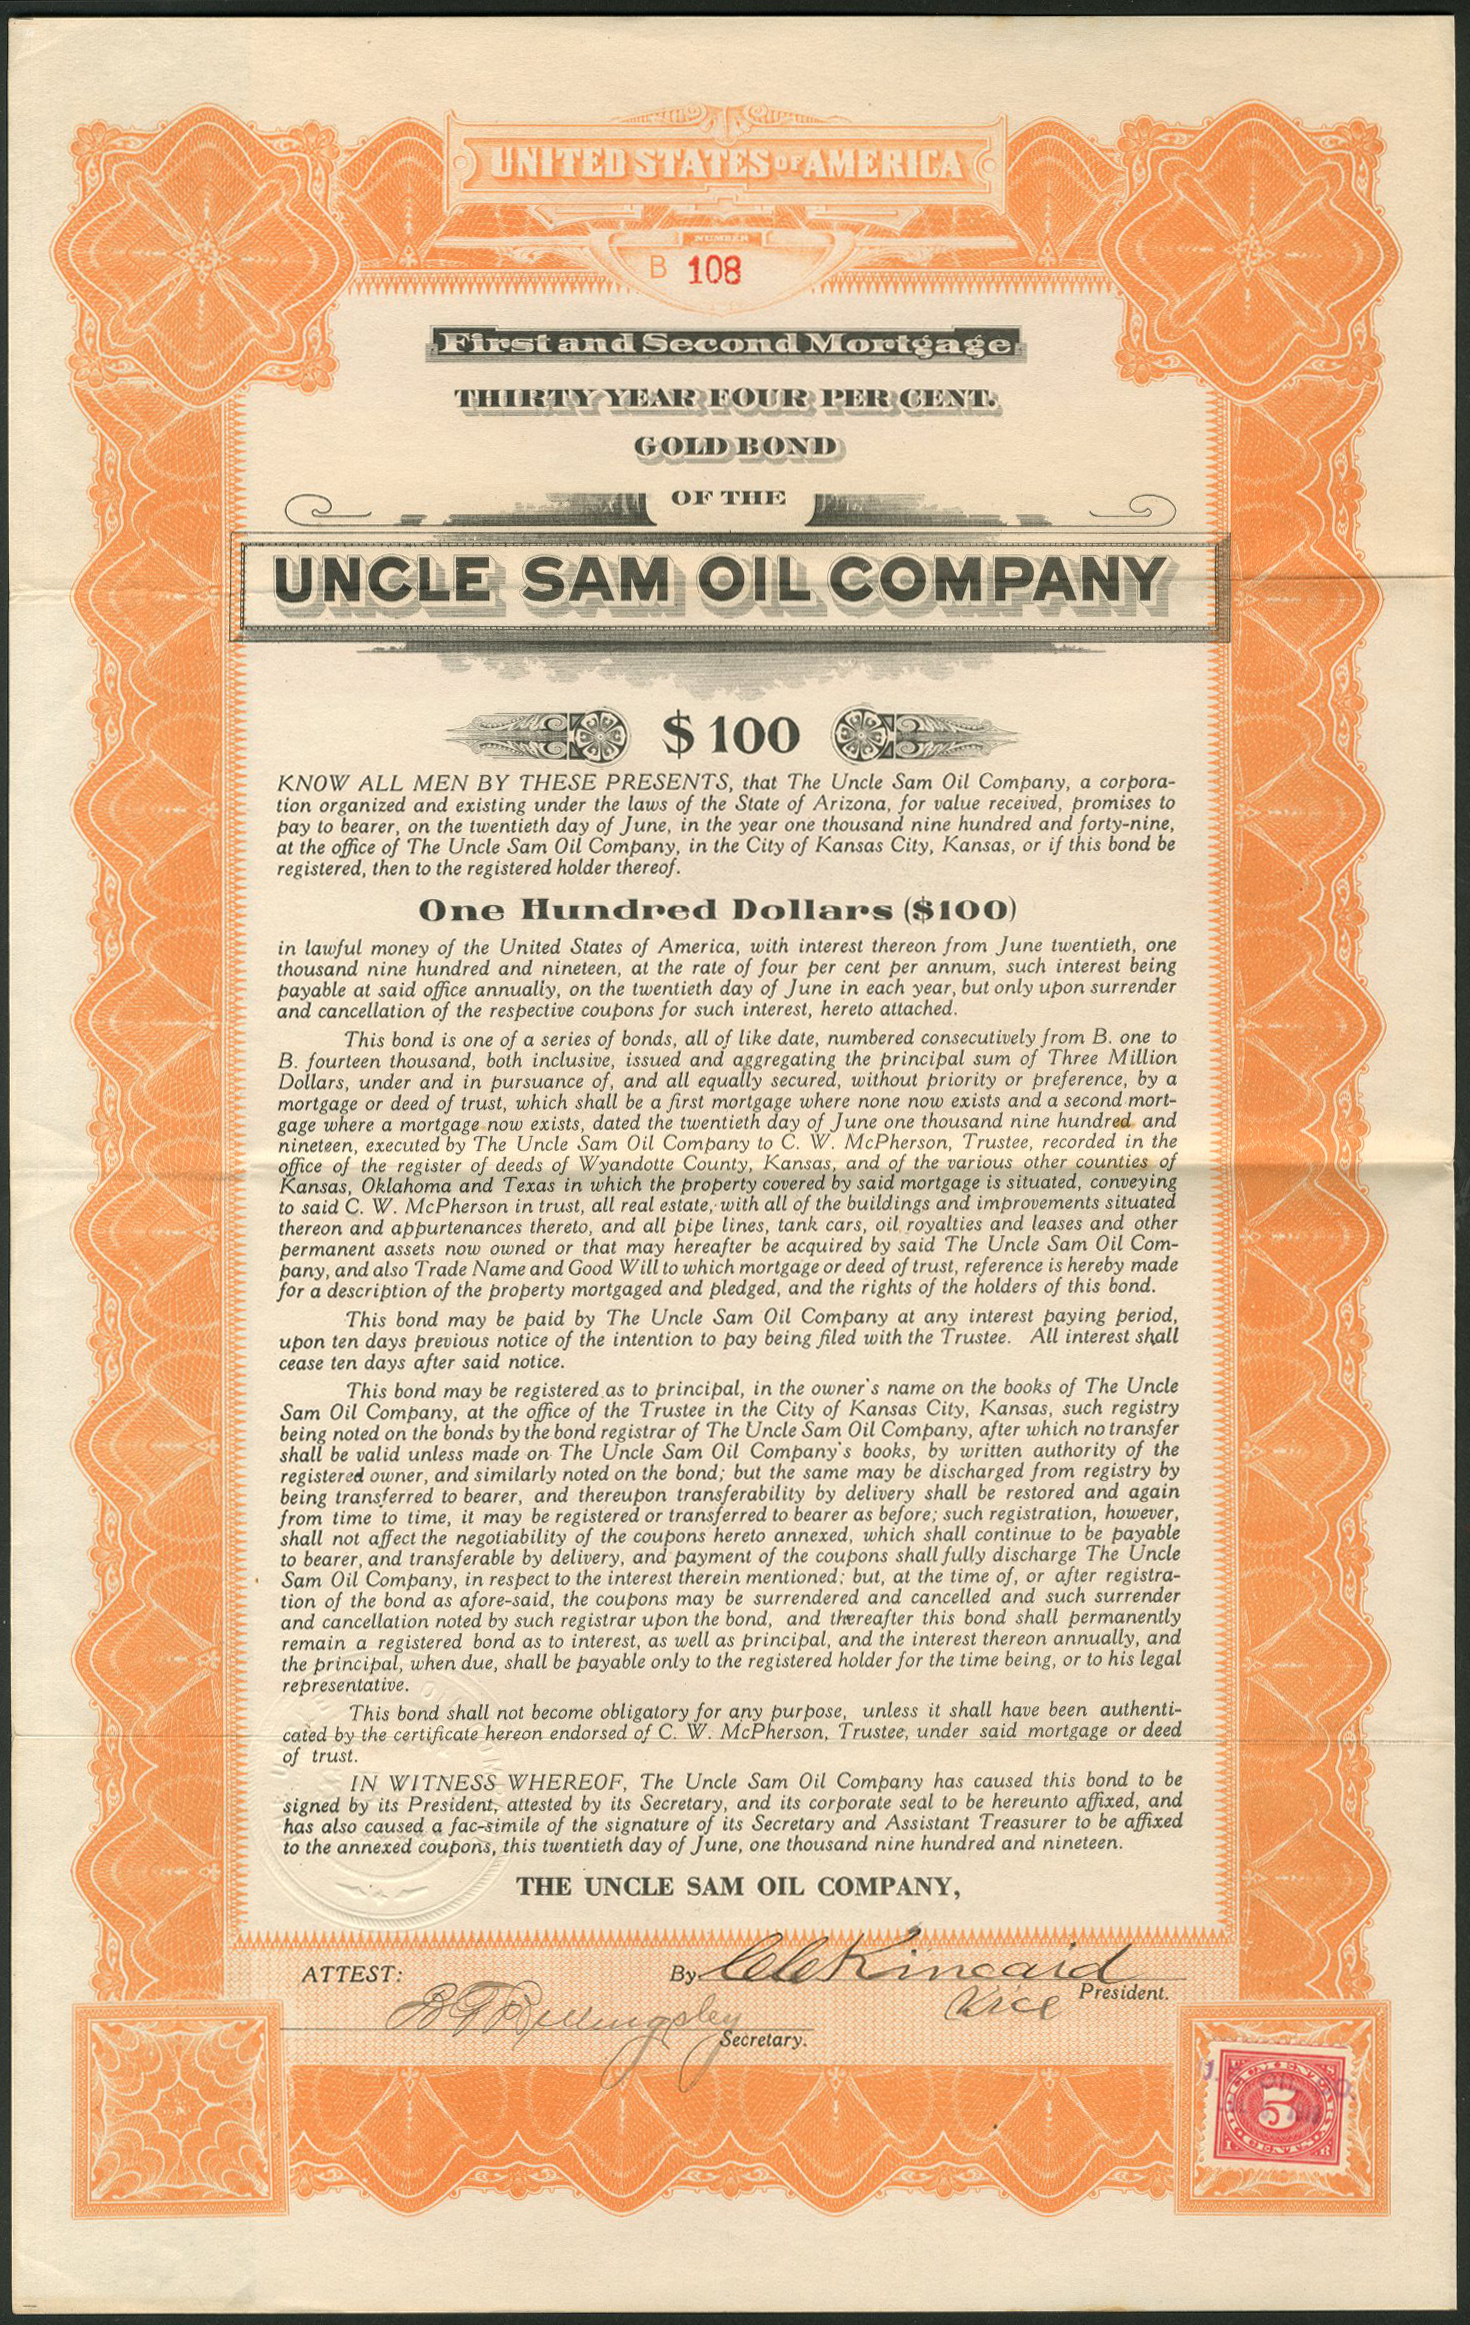 UNITED STATES OF AMERICA
NUMBER
B 108
First and Second Mortgage
THIRTY YEAR FOUR PER CENT.
GOLD BOND
OF THE
UNCLE SAM OIL COMPANY
$100
KNOW ALL MEN BY THESE PRESENTS, that The Uncle Sam Oil Company, a corpora-
tion organized and existing under the laws of the State of Arizona, for value received, promises to
pay to bearer, on the twentieth day of June, in the year one thousand nine hundred and forty-nine,
at the office of The Uncle Sam Oil Company, in the City of Kansas City, Kansas, or if this bond be
registered, then to the registered holder thereof.
One Hundred Dollars ($100)
in lawful money of the United States of America, with interest thereon from June twentieth, one
thousand nine hundred and nineteen, at the rate of four per cent per annum, such interest being
payable at said office annually, on the twentieth day of June in each year, but only upon surrender
and cancellation of the respective coupons for such interest, hereto attached.
This bond is one of a series of bonds, all of like date, numbered consecutively from B. one to
B. fourteen thousand, both inclusive, issued and aggregating the principal sum of Three Million
Dollars, under and in pursuance of, and all equally secured, without priority or preference, by a
mortgage or deed of trust, which shall be a first mortgage where none now exists and a second mort-
gage where a mortgage now exists, dated the twentieth day of June one thousand nine hundred and
nineteen, executed by The Uncle Sam Oil Company to C. W. McPherson, Trustee, recorded in the
office of the register of deeds of Wyandotte County, Kansas, and of the various other counties of
Kansas, Oklahoma and Texas in which the property covered by said mortgage is situated, conveying
to said C. W. McPherson in trust, all real estate, with all of the buildings and improvements situated
thereon and appurtenances thereto, and all pipe lines, tank cars, oil royalties and leases and other
permanent assets now owned or that may hereafter be acquired by said The Uncle Sam Oil Com-
pany, and also Trade Name and Good Will to which mortgage or deed of trust, reference is hereby made
for a description of the property mortgaged and pledged, and the rights of the holders of this bond.
This bond may be paid by The Uncle Sam Oil Company at any interest paying period,
upon ten days previous notice of the intention to pay being filed with the Trustee. All interest shall
cease ten days after said notice.
This bond may be registered as to principal, in the owner's name on the books of The Uncle
Sam Oil Company, at the office of the Trustee in the City of Kansas City, Kansas, such registry
being noted on the bonds by the bond registrar of The Uncle Sam Oil Company, after which no transfer
shall be valid unless made on The Uncle Sam Oil Company's books, by written authority of the
registered owner, and similarly noted on the bond; but the same may be discharged from registry by
being transferred to bearer, and thereupon transferability by delivery shall be restored and again
from time to time, it may be registered or transferred to bearer as before; such registration, however,
shall not affect the negotiability of the coupons hereto annexed, which shall continue to be payable
to bearer, and transferable by delivery, and payment of the coupons shall fully discharge The Uncle
Sam Oil Company, in respect to the interest therein mentioned; but, at the time of, or after registra-
tion of the bond as afore-said, the coupons may be surrendered and cancelled and such surrender
and cancellation noted by such registrar upon the bond, and thereafter this bond shall permanently
remain a registered bond as to interest, as well as principal, and the interest thereon annually, and
the principal, when due, shall be payable only to the registered holder for the time being, or to his legal
representative.
This bond shall not become obligatory for any purpose, unless it shall have been authenti-
cated by the certificate hereon endorsed of C. W. McPherson, Trustee, under said mortgage or deed
of trust.
IN WITNESS WHEREOF, The Uncle Sam Oil Company has caused this bond to be
signed by its President, attested by its Secretary, and its corporate seal to be hereunto affixed, and
has also caused a fac-simile of the signature of its Secretary and Assistant Treasurer to be affixed
to the annexed coupons, this twentieth day of June, one thousand nine hundred and nineteen.
THE UNCLE SAM OIL COMPANY,
ATTEST:
By Kincaid
Vice President.
Billingsley
Secretary.
5
CENTS